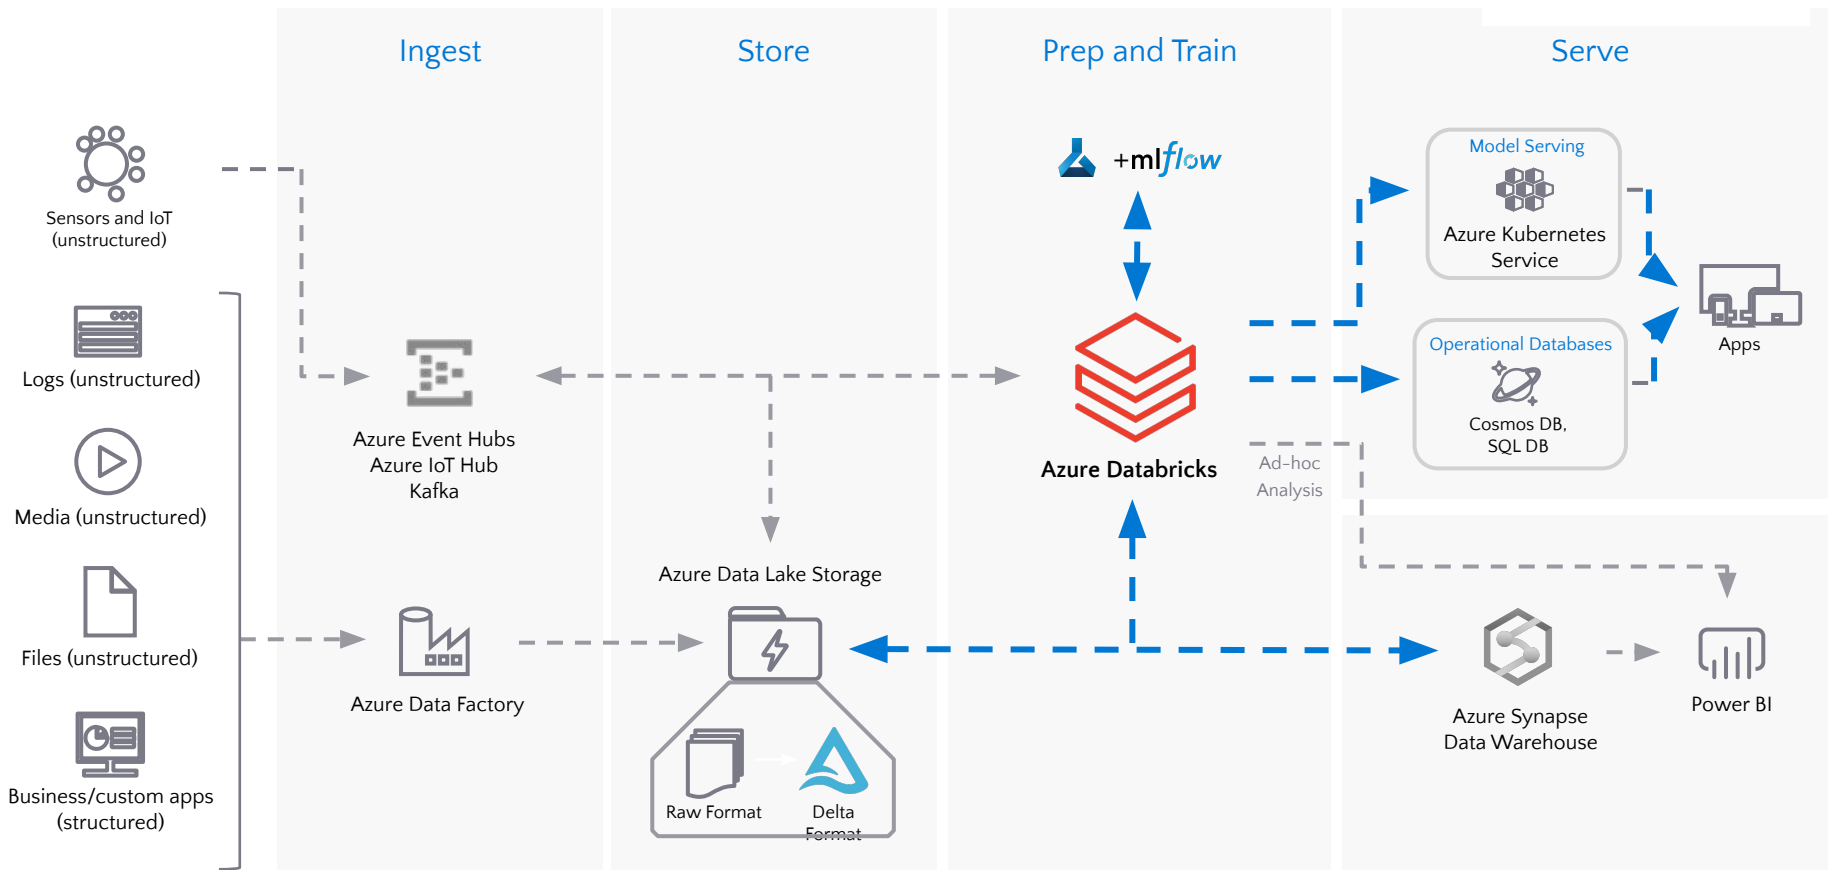 Ingest
Store
Prep and Train
Serve
Sensors and IoT
(unstructured)
Logs (unstructured)
Media (unstructured)
Files (unstructured)
Business/custom apps
(structured)
Azure Event Hubs
Azure IoT Hub
Kafka
Azure Data Factory
Azure Data Lake Storage
Raw Format
Delta
Format
+mlflow
Azure Databricks
Ad-hoc
Analysis
Model Serving
Azure Kubernetes
Service
Operational Databases
Cosmos DB,
SQL DB
Apps
Azure Synapse
Data Warehouse
Power BI